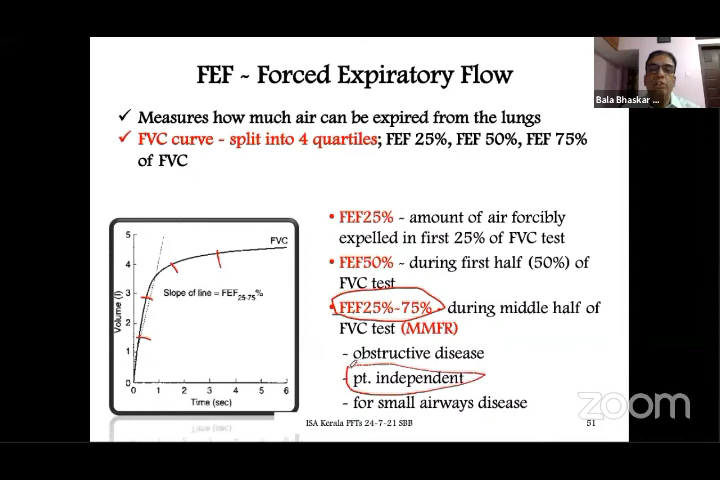 FEF ~ Forced Expiratory Flow
Bala Bhaskar ...
✓ Measures how much air can be expired from the lungs
✓ FVC curve ~ split into 4 quartiles; FEF 25%, FEF 50%, FEF 75%
of FVC
• FEF25% ~ amount of air forcibly
expelled in first 25% of FVC test
• FEF50% ~ during first half (50%) of
FVC test
• FEF25%~75% ~ during middle half of
FVC test (MMFR)
~ obstructive disease
~ pt. independent
~ for small airways disease
5
4
3
2
1
0
Volume (l)
FVC
Slope of line = FEF25-75%
0 1 2 3 4 5 6
Time (sec)
ISA Kerala PFTs 24~7~21 SBB
51
zoom